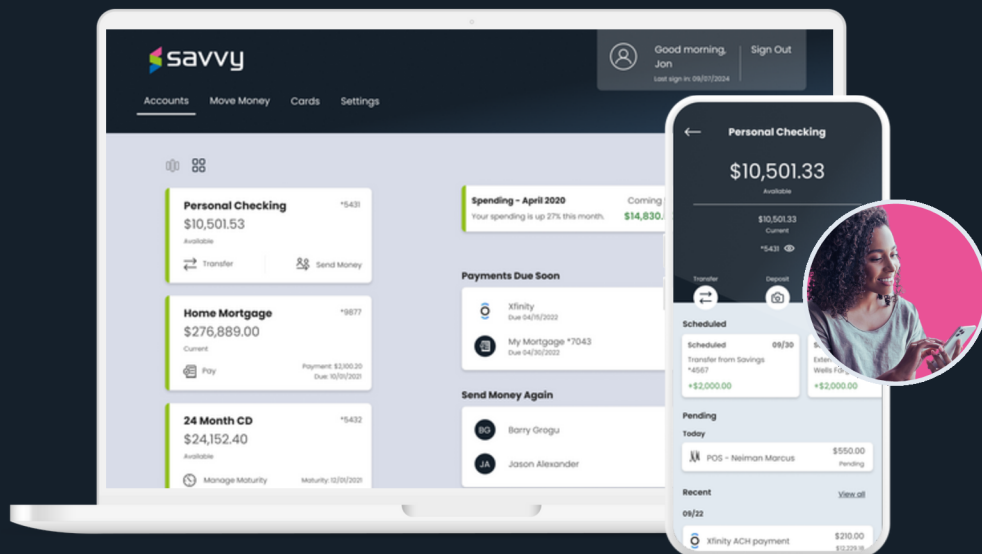 savvy
Good morning,
Jon
Last sign in: 09/07/2024
Sign Out
Accounts
Move Money
Cards
Settings
Personal Checking
*5431
$10,501.53
Available
Transfer
Send Money
Home Mortgage
*9877
$276,889.00
Current
Pay
Payment: $2,100.20
Due: 10/01/2021
24 Month CD
*5432
$24,152.40
Available
Manage Maturity
Maturity: 12/01/2021
Spending - April 2020
Coming
Your spending is up 27% this month.
$14,830.
Payments Due Soon
Xfinity
Due 04/15/2022
My Mortgage *7043
Due 04/30/2022
Send Money Again
BG
Barry Grogu
JA
Jason Alexander
Personal Checking
$10,501.33
Available
$10,501.33
Current
*5431
Transfer
Deposit
Scheduled
Scheduled
09/30
Transfer from Savings
*4567
+$2,000.00
Wells
+$2,000.00
Pending
Today
POS - Neiman Marcus
$550.00
Pending
Recent
View all
09/22
Xfinity ACH payment
$210.00